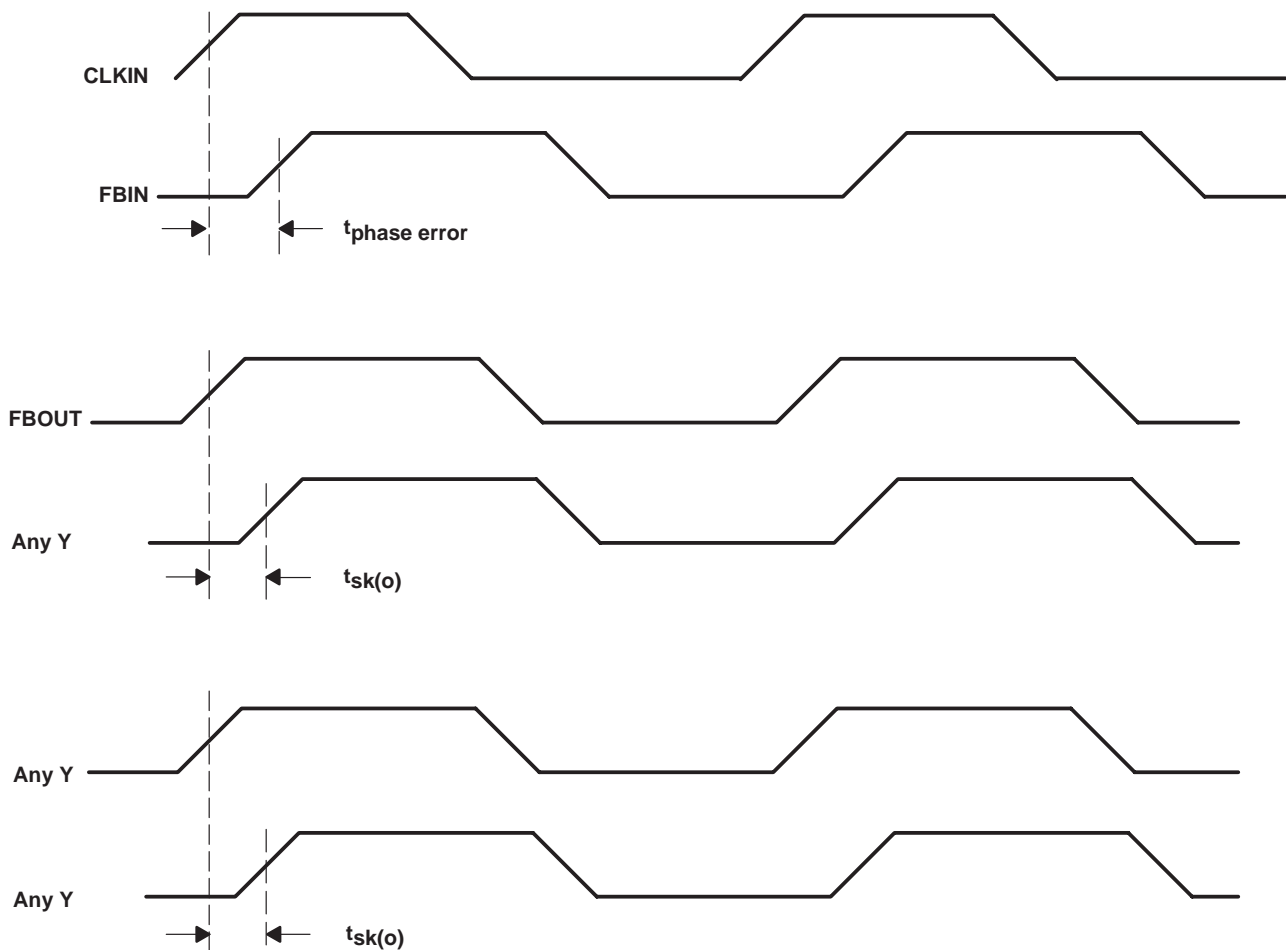 CLKIN
FBIN
tphase error
FBOUT
Any Y
tsk(o)
Any Y
Any Y
tsk(o)